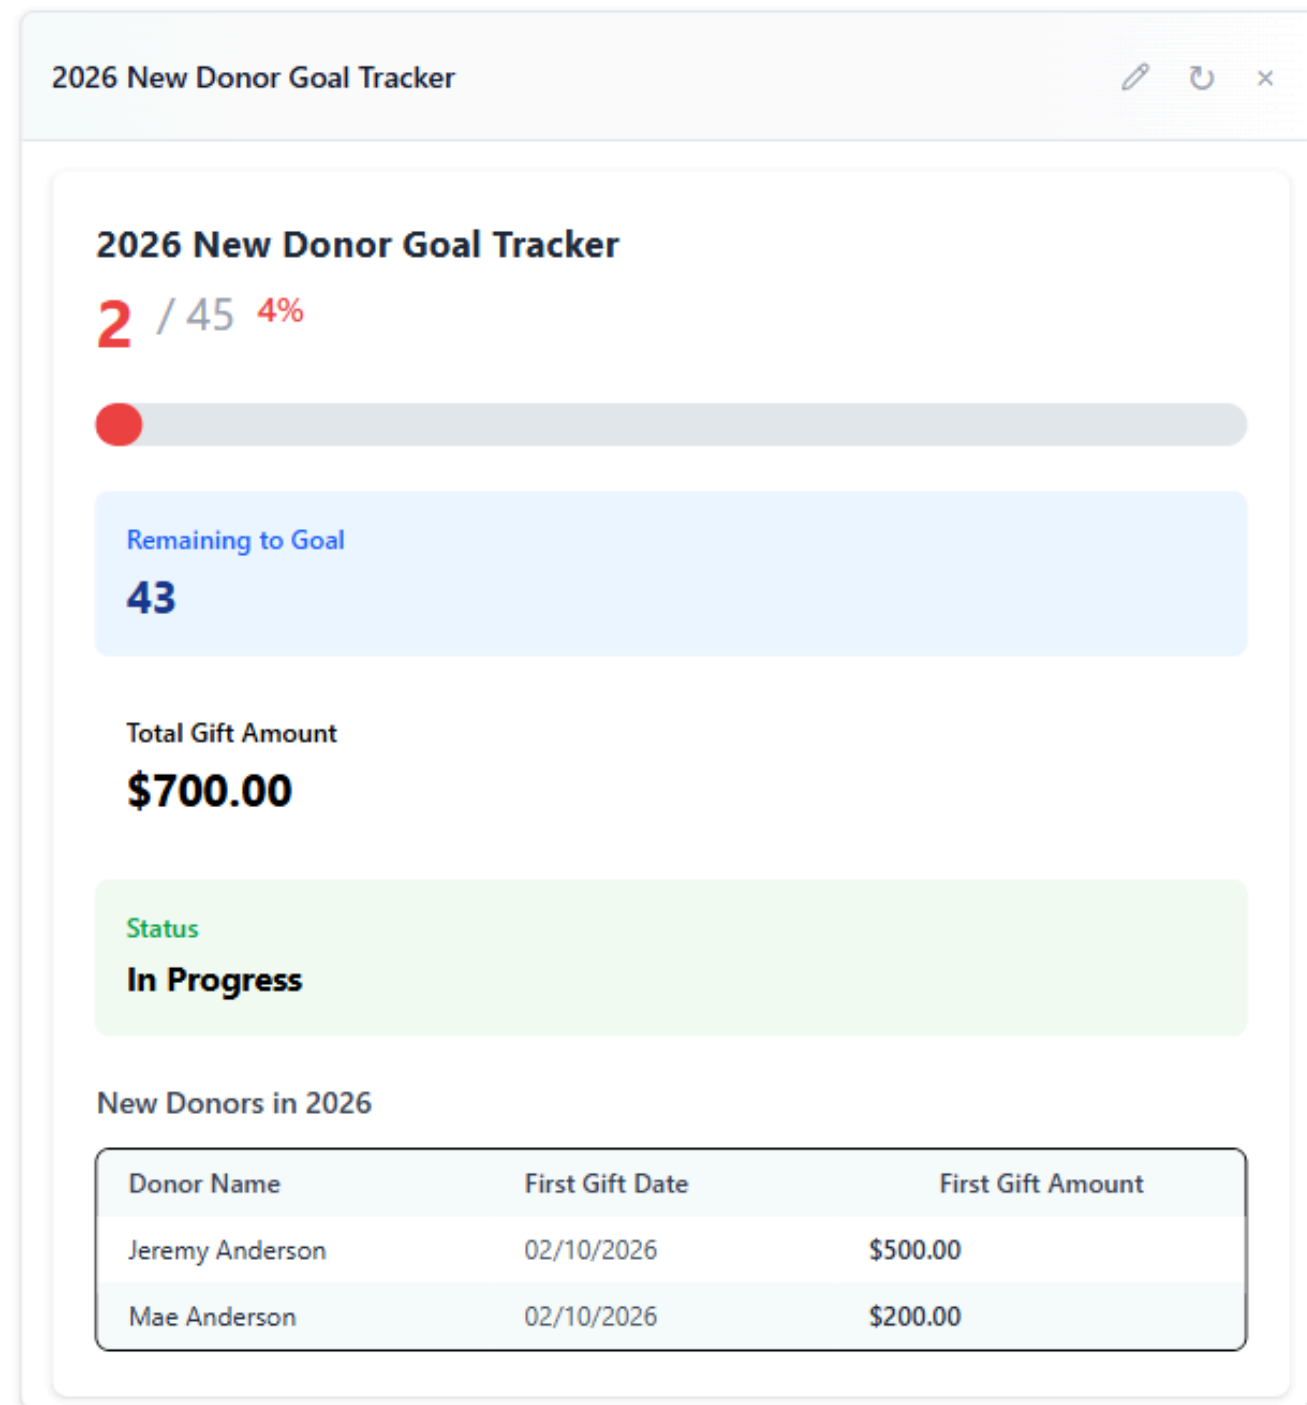 2026 New Donor Goal Tracker
2026 New Donor Goal Tracker
2 / 45 4%
Remaining to Goal
43
Total Gift Amount
$700.00
Status
In Progress
New Donors in 2026
Donor Name First Gift Date First Gift Amount
Jeremy Anderson 02/10/2026 $500.00
Mae Anderson 02/10/2026 $200.00